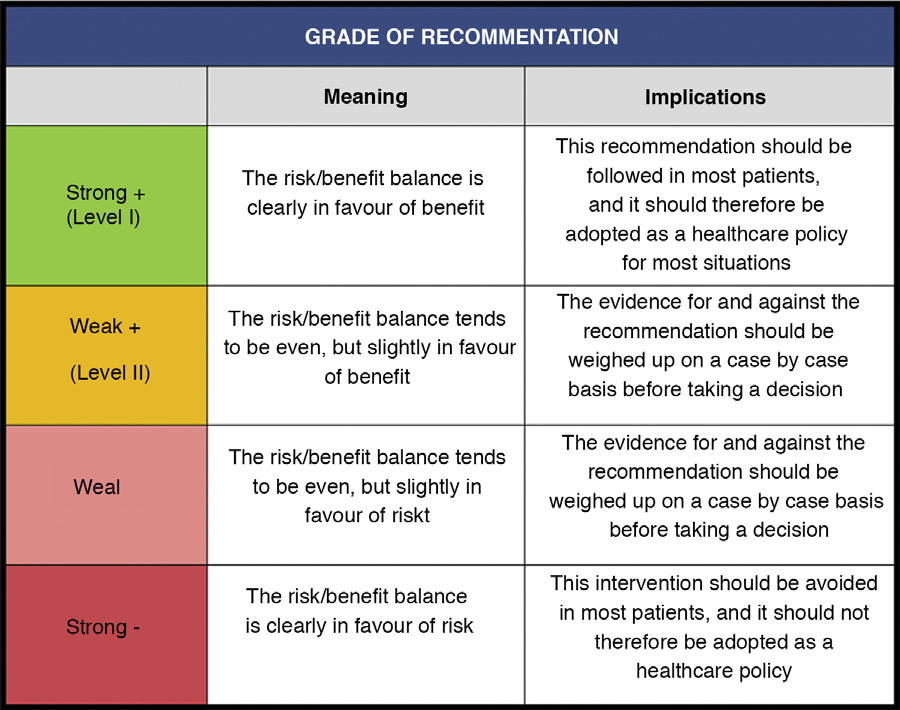 GRADE OF RECOMMENTATION
Meaning
Implications
Strong +
(Level I)
The risk/benefit balance is
clearly in favour of benefit
This recommendation should be
followed in most patients,
and it should therefore be
adopted as a healthcare policy
for most situations
Weak +
(Level II)
The risk/benefit balance tends
to be even, but slightly in favour
of benefit
The evidence for and against the
recommendation should be
weighed up on a case by case
basis before taking a decision
Weal
The risk/benefit balance tends
to be even, but slightly in
favour of riskt
The evidence for and against the
recommendation should be
weighed up on a case by case basis
before taking a decision
Strong -
The risk/benefit balance
is clearly in favour of risk
This intervention should be avoided
in most patients, and it should not
therefore be adopted as a
healthcare policy